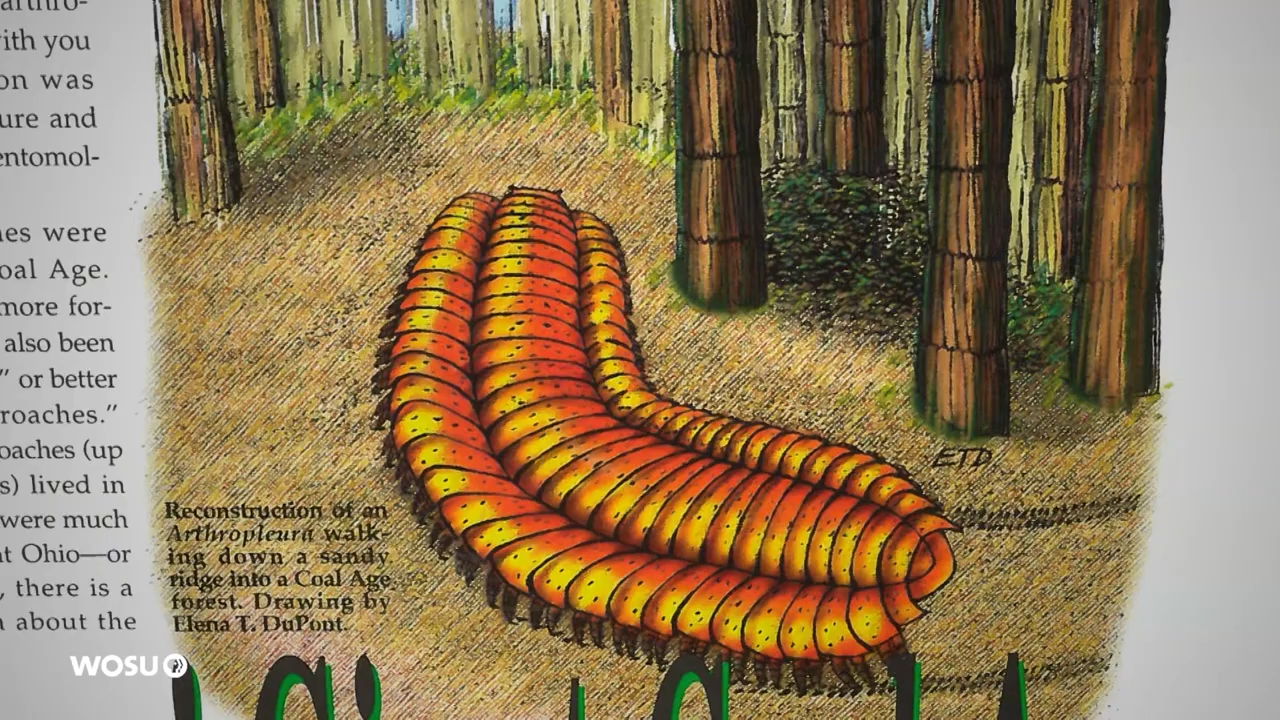 arthro-
with you
on was
ure and
entomol-
nes were
oal Age.
more for-
also been
" or better
roaches."
oaches (up
s) lived in
were much
t Ohio—or
, there is a
about the
ETD
Reconstruction of an
Arthropleura walk-
ing down a sandy
ridge into a Coal Age
forest. Drawing by
Elena T. DuPont.
WOSU PBS